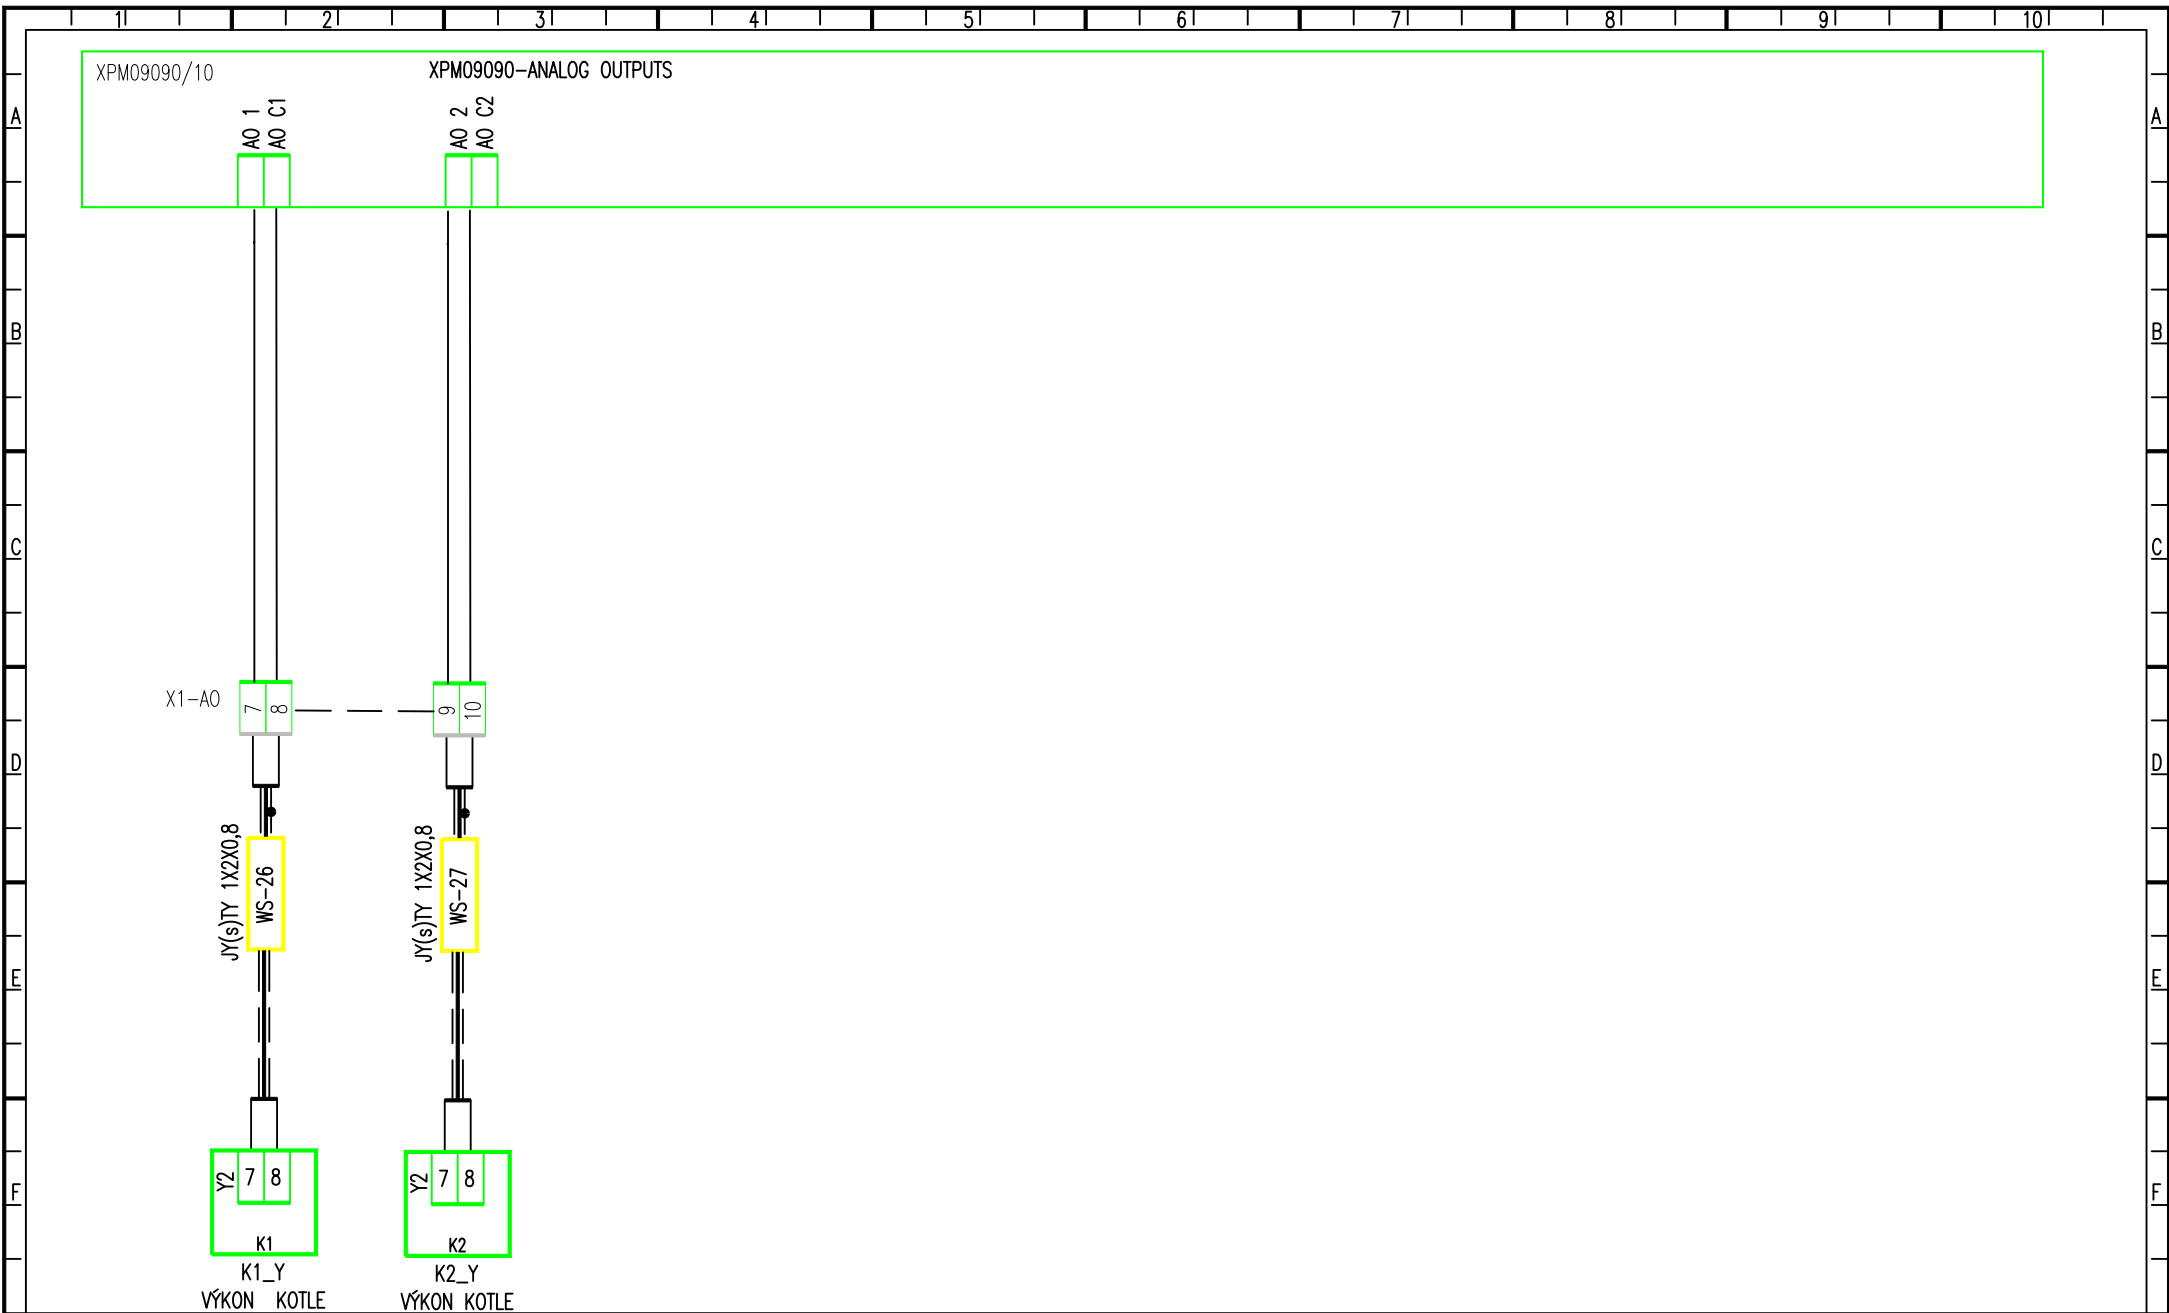 1 2 3 4 5 6 7 8 9 10
XPM09090/10 XPM09090-ANALOG OUTPUTS
A A
AO 1
AO C1
AO 2
AO C2
B B
C C
X1-AO 7 8 9 10
D D
JY(s)TY 1X2X0,8
WS-26
JY(s)TY 1X2X0,8
WS-27
E E
Y2 7 8
Y2 7 8
F F
K1 K2
K1_Y K2_Y
VÝKON KOTLE VÝKON KOTLE